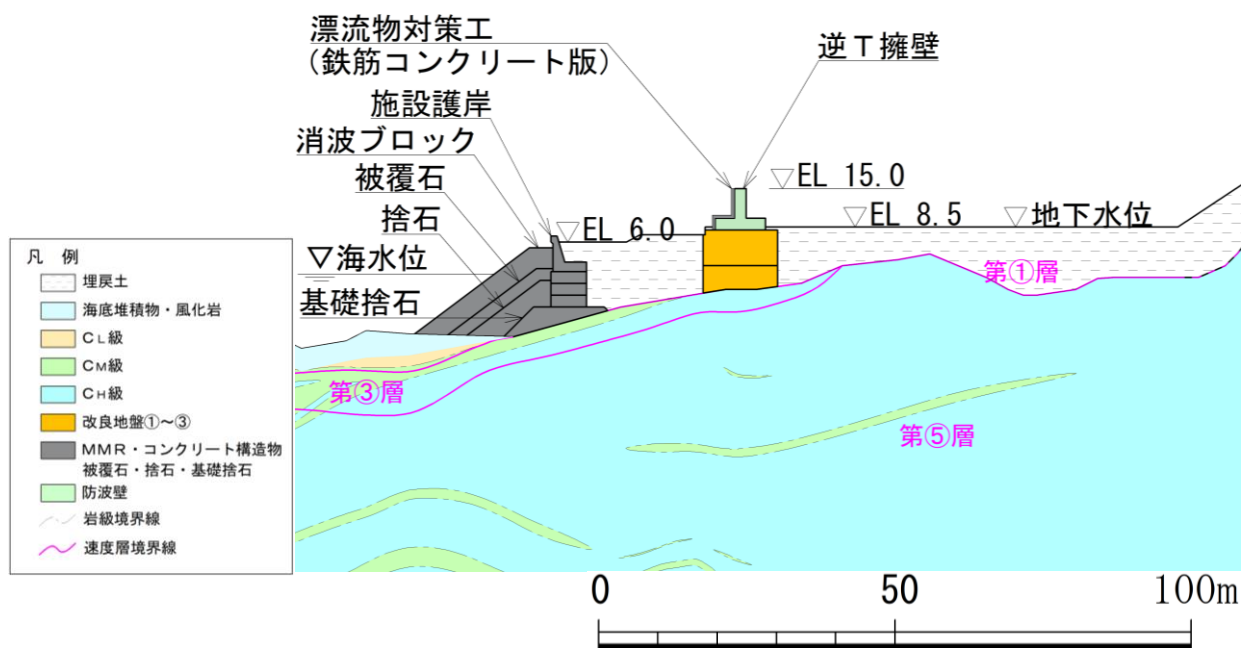 漂流物対策工
(鉄筋コンクリート版)
逆T擁壁
施設護岸
消波ブロック
被覆石
捨石
▽海水位
基礎捨石
▽EL 15.0
▽EL 6.0
▽EL 8.5
▽地下水位
第①層
第③層
第⑤層
凡 例
埋戻土
海底堆積物・風化岩
CL級
CM級
CH級
改良地盤①~③
MMR・コンクリート構造物
被覆石・捨石・基礎捨石
防波壁
岩級境界線
速度層境界線
0 50 100m